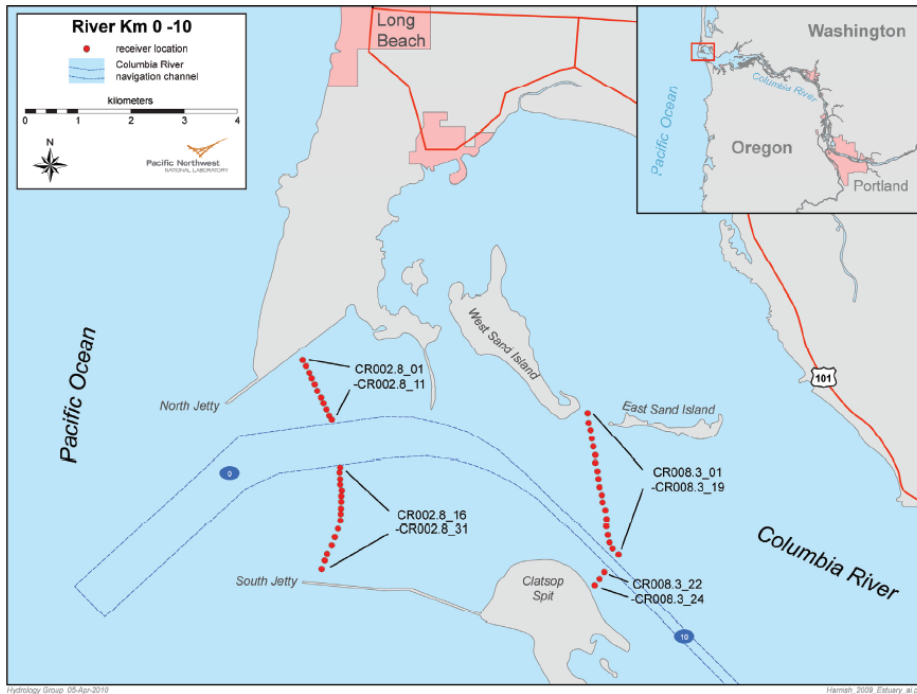 River Km 0 -10
receiver location
Columbia River
navigation channel
kilometers
0 1 2 3 4
N
Pacific Northwest
NATIONAL LABORATORY
Long
Beach
Washington
Columbia River
Pacific Ocean
Oregon
Portland
West Sand Island
101
CR002.8_01
-CR002.8_11
North Jetty
East Sand Island
Pacific Ocean
0
CR008.3_01
-CR008.3_19
CR002.8_16
-CR002.8_31
Columbia River
South Jetty
Clatsop
Spit
CR008.3_22
-CR008.3_24
10
Hydrology Group 05-Apr-2010